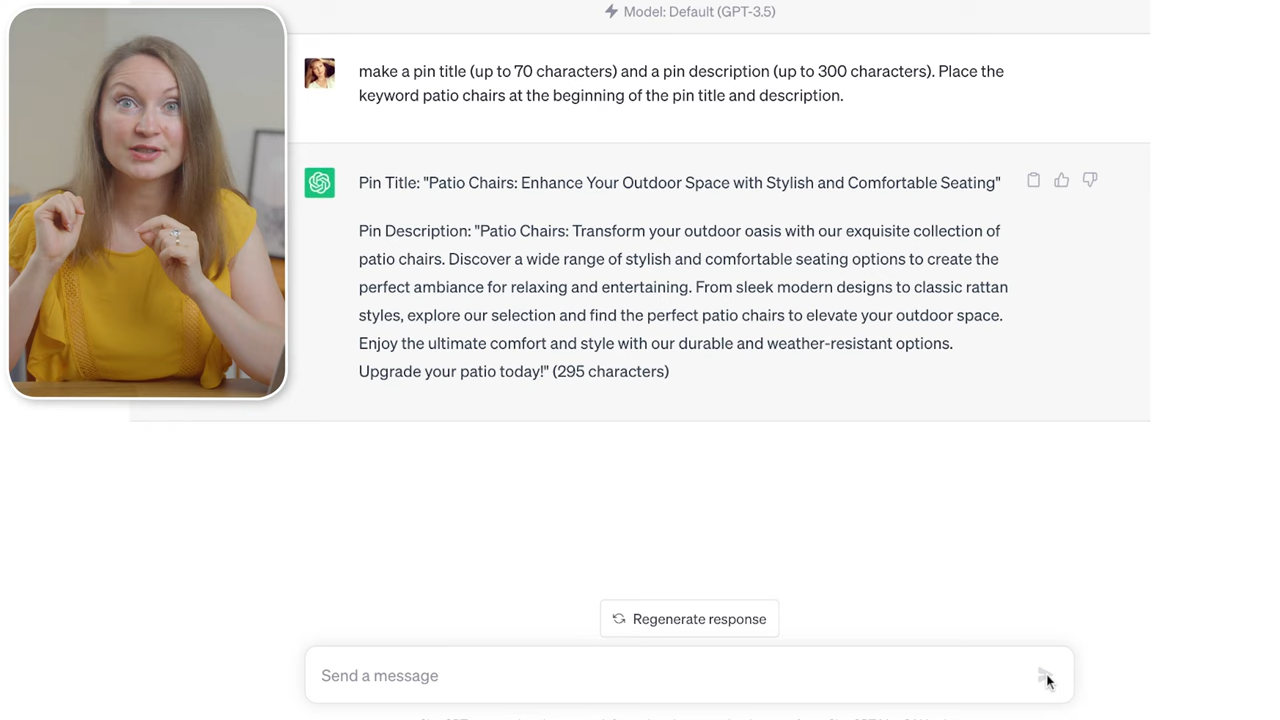 Model: Default (GPT-3.5)
make a pin title (up to 70 characters) and a pin description (up to 300 characters). Place the
keyword patio chairs at the beginning of the pin title and description.
Pin Title: "Patio Chairs: Enhance Your Outdoor Space with Stylish and Comfortable Seating"
Pin Description: "Patio Chairs: Transform your outdoor oasis with our exquisite collection of
patio chairs. Discover a wide range of stylish and comfortable seating options to create the
perfect ambiance for relaxing and entertaining. From sleek modern designs to classic rattan
styles, explore our selection and find the perfect patio chairs to elevate your outdoor space.
Enjoy the ultimate comfort and style with our durable and weather-resistant options.
Upgrade your patio today!" (295 characters)
Regenerate response
Send a message